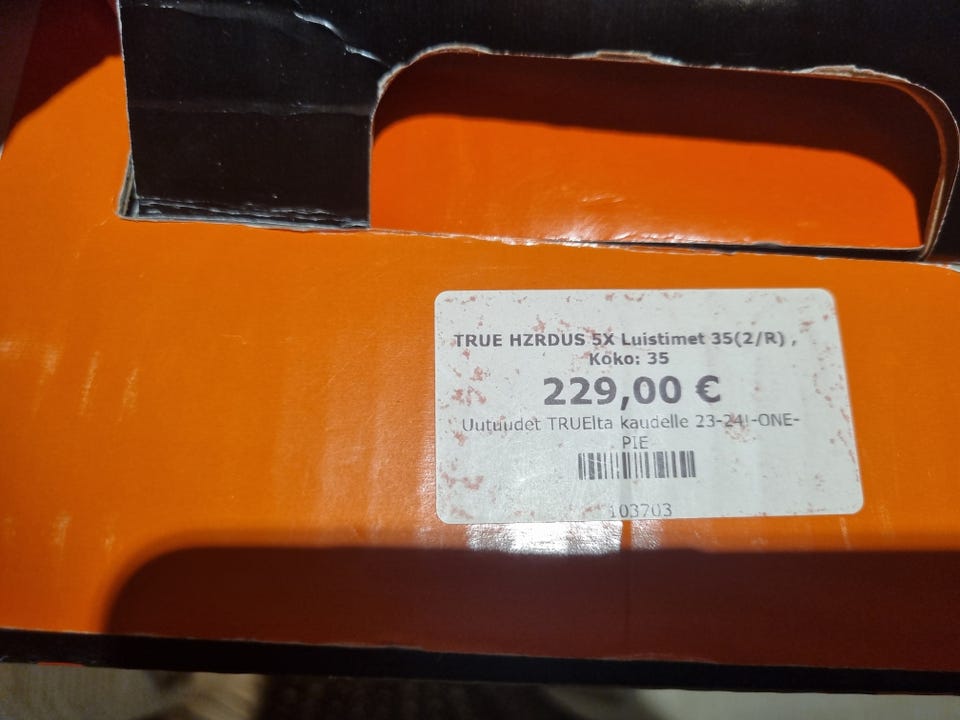 TRUE HZRDUS 5X Luistimet 35(2/R) ,
Koko: 35
229,00 €
Uutuudet TRUElta kaudelle 23-24!-ONE-
PIE
103703